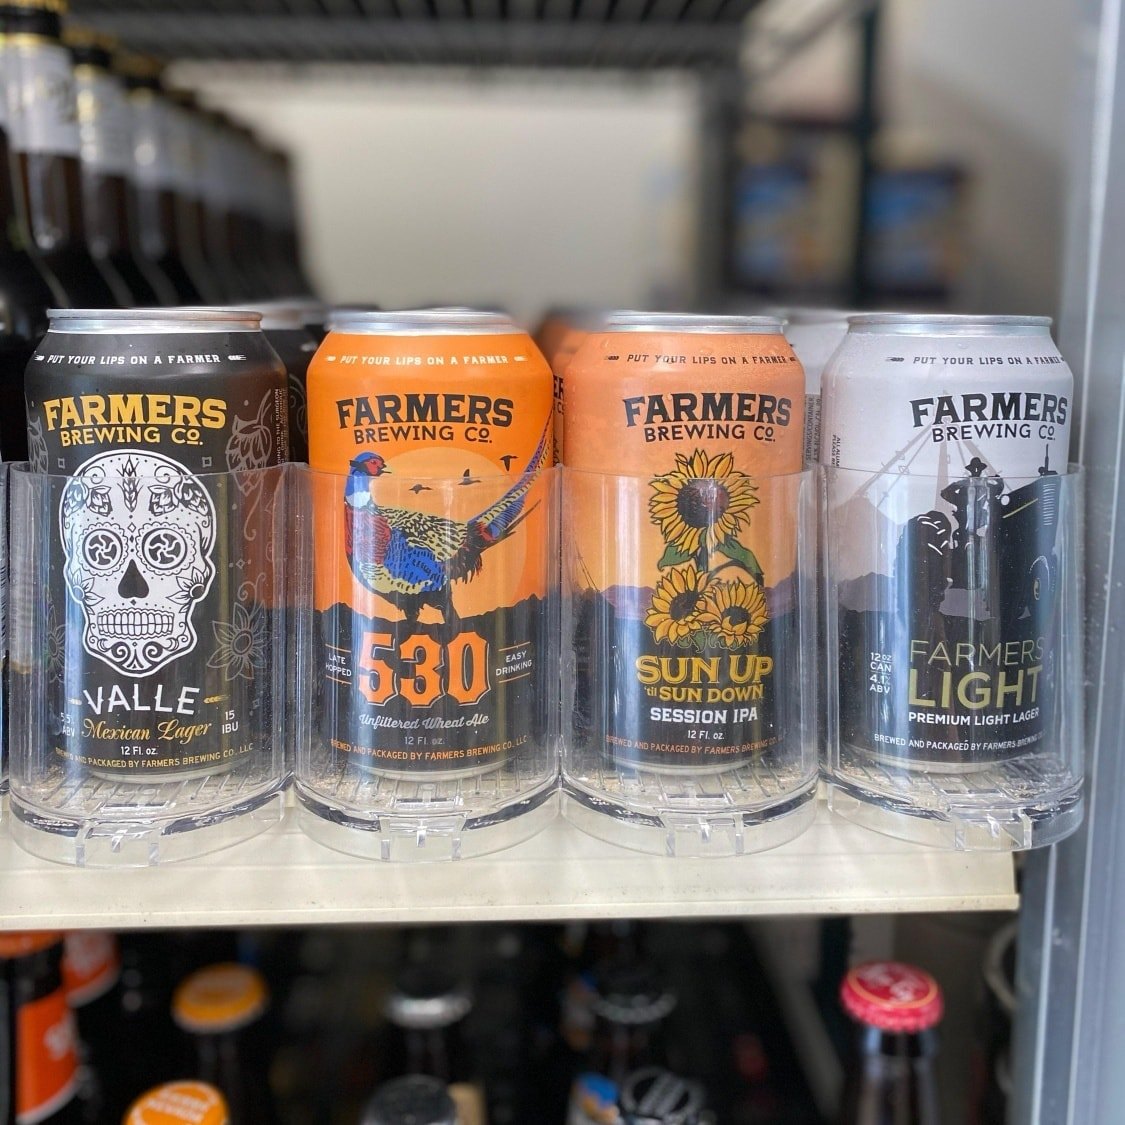 PUT YOUR LIPS ON A FARMER
FARMERS
BREWING CO.
VALLE
5.5% ABV
Mexican Lager
15 IBU
12 Fl. oz.
AND PACKAGED BY FARMERS BREWING CO., LLC
PUT YOUR LIPS ON A FARMER
FARMERS
BREWING CO.
LATE HOPPED
530
EASY DRINKING
Unfiltered Wheat Ale
12 Fl. oz.
BREWED AND PACKAGED BY FARMERS BREWING CO., LLC
PUT YOUR LIPS ON A FARMER
FARMERS
BREWING CO.
SUN UP
'til SUN DOWN
SESSION IPA
12 Fl. oz.
BREWED AND PACKAGED BY FARMERS BREWING CO.
PUT YOUR LIPS ON A FARMER
FARMERS
BREWING CO.
12 OZ
CAN
4.1%
ABV
FARMERS
LIGHT
PREMIUM LIGHT LAGER
BREWED AND PACKAGED BY FARMERS BREWING